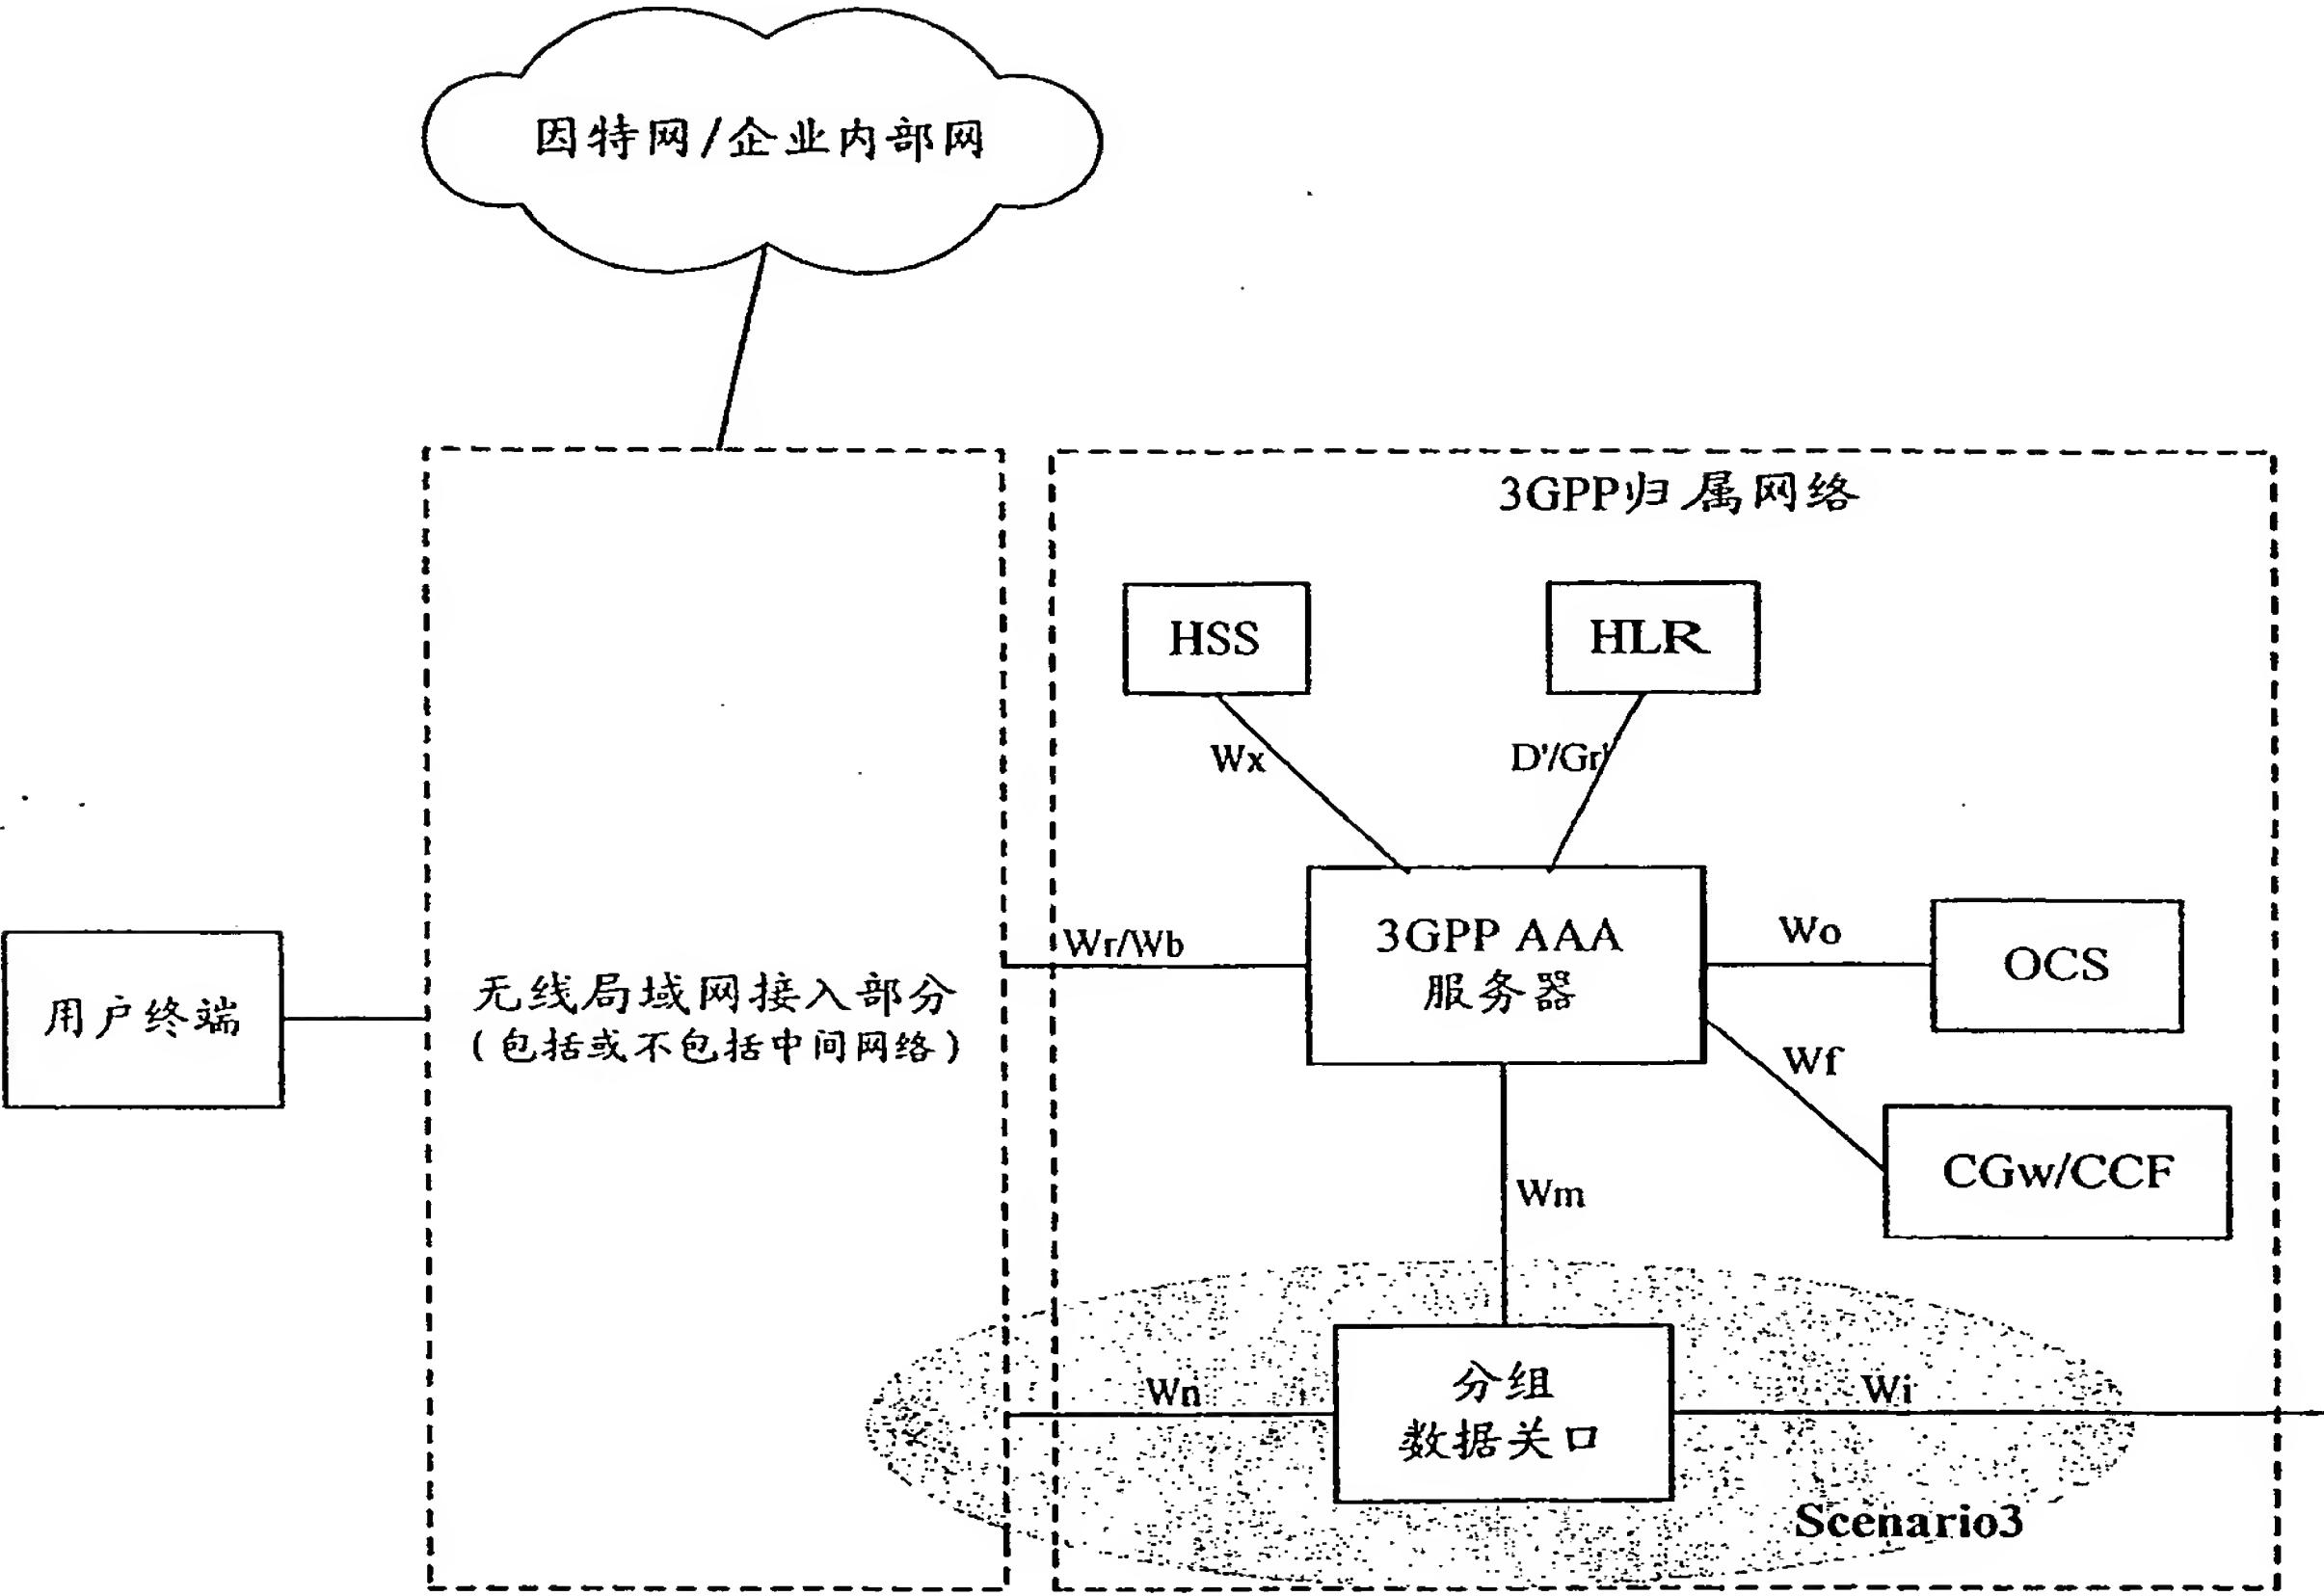 因特网/企业内部网
3GPP归属网络
HSS
HLR
Wx
D'/Gr'
用户终端
无线局域网接入部分
(包括或不包括中间网络)
Wr/Wb
3GPP AAA
服务器
Wo
OCS
Wf
CGw/CCF
Wm
Wn
分组
数据关口
Wi
Scenario3